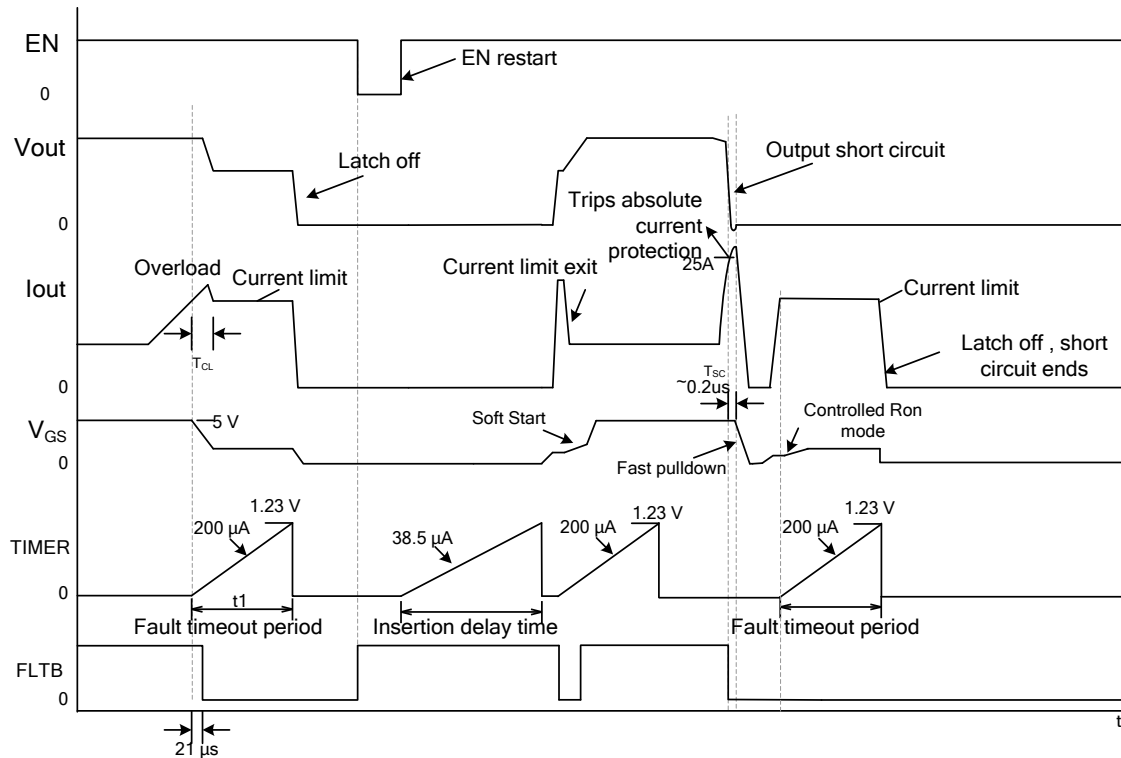 EN
0
EN restart
Vout
0
Latch off
Output short circuit
Trips absolute
current
protection
25A
Iout
0
Overload
Current limit
Current limit exit
TCL
TSC
~0.2us
Current limit
Latch off , short
circuit ends
VGS
0
5 V
Soft Start
Fast pulldown
Controlled Ron
mode
TIMER
0
200 µA
1.23 V
38.5 µA
200 µA
1.23 V
200 µA
1.23 V
t1
Fault timeout period
Insertion delay time
Fault timeout period
FLTB
0
t
21 µs